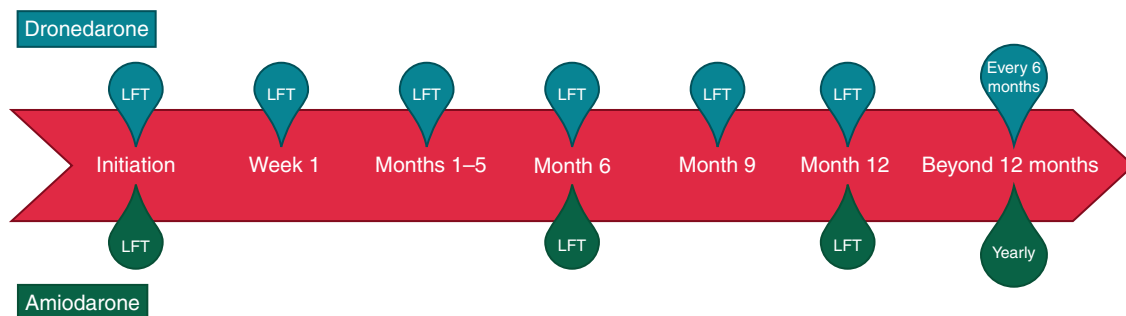 Dronedarone
LFT LFT LFT LFT LFT LFT Every 6
months
Initiation Week 1 Months 1–5 Month 6 Month 9 Month 12 Beyond 12 months
LFT LFT LFT Yearly
Amiodarone